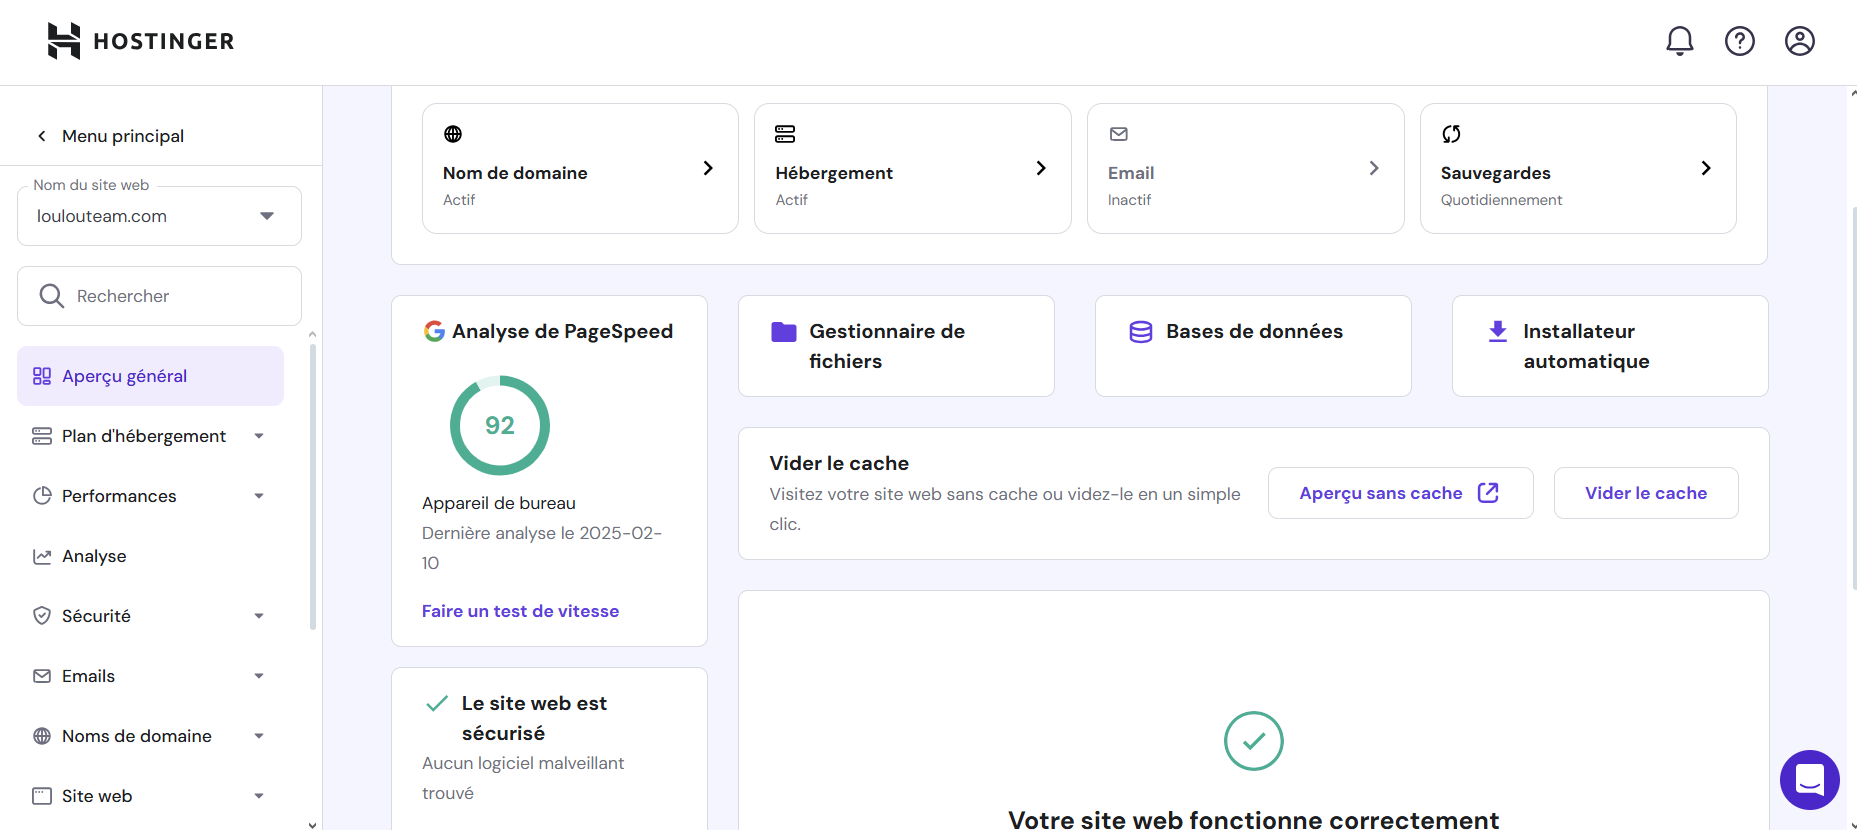 HOSTINGER
Menu principal
Nom du site web
loulouteam.com
Rechercher
Aperçu général
Plan d'hébergement
Performances
Analyse
Sécurité
Emails
Noms de domaine
Site web
Nom de domaine
Actif
Hébergement
Actif
Email
Inactif
Sauvegardes
Quotidiennement
Analyse de PageSpeed
92
Appareil de bureau
Dernière analyse le 2025-02-
10
Faire un test de vitesse
Le site web est
sécurisé
Aucun logiciel malveillant
trouvé
Gestionnaire de
fichiers
Bases de données
Installateur
automatique
Vider le cache
Visitez votre site web sans cache ou videz-le en un simple
clic.
Aperçu sans cache
Vider le cache
Votre site web fonctionne correctement